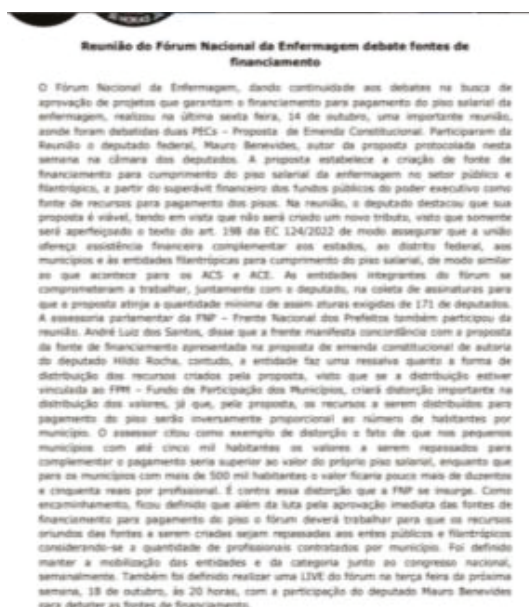 Reunião do Fórum Nacional da Enfermagem debate fontes de
financiamento
O Fórum Nacional da Enfermagem, dando continuidade aos debates na busca de
aprovação de projetos que garantam o financiamento para pagamento do piso salarial da
enfermagem, realizou na última sexta feira, 14 de outubro, uma importante reunião,
aonde foram debatidas duas PECs – Proposta de Emenda Constitucional. Participaram da
Reunião o deputado federal, Mauro Benevides, autor da proposta protocolada nesta
semana na câmara dos deputados. A proposta estabelece a criação de fonte de
financiamento para cumprimento do piso salarial da enfermagem no setor público e
filantrópico, a partir do superávit financeiro dos fundos públicos do poder executivo como
fonte de recursos para pagamento dos pisos. Na reunião, o deputado destacou que sua
proposta é viável, tendo em vista que não será criado um novo tributo, visto que somente
será aperfeiçoado o texto do art. 198 da EC 124/2022 de modo assegurar que a união
ofereça assistência financeira complementar aos estados, ao distrito federal, aos
municípios e às entidades filantrópicas para cumprimento do piso salarial, de modo similar
ao que acontece para os ACS e ACE. As entidades integrantes do fórum se
comprometeram a trabalhar, juntamente com o deputado, na coleta de assinaturas para
que a proposta atinja a quantidade mínima de assim aturas exigidas de 171 de deputados.
A assessoria parlamentar da FNP – Frente Nacional dos Prefeitos também participou da
reunião. André Luiz dos Santos, disse que a frente manifesta concordância com a proposta
da fonte de financiamento apresentada na proposta de emenda constitucional de autoria
do deputado Hildo Rocha, contudo, a entidade faz uma ressalva quanto a forma de
distribuição dos recursos criados pela proposta, visto que se a distribuição estiver
vinculada ao FPM – Fundo de Participação dos Municípios, criará distorção importante na
distribuição dos valores, já que, pela proposta, os recursos a serem distribuídos para
pagamento do piso serão inversamente proporcional ao número de habitantes por
município. O assessor citou como exemplo de distorção o fato de que nos pequenos
municípios com até cinco mil habitantes os valores a serem repassados para
complementar o pagamento seria superior ao valor do próprio piso salarial, enquanto que
para os municípios com mais de 500 mil habitantes o valor ficaria pouco mais de duzentos
e cinquenta reais por profissional. É contra essa distorção que a FNP se insurge. Como
encaminhamento, ficou definido que além da luta pela aprovação imediata das fontes de
financiamento para pagamento do piso o fórum deverá trabalhar para que os recursos
oriundos das fontes a serem criadas sejam repassadas aos entes públicos e filantrópicos
considerando-se a quantidade de profissionais contratados por município. Foi definido
manter a mobilização das entidades e da categoria junto ao congresso nacional,
semanalmente. Também foi definido realizar uma LIVE do fórum na terça feira da próxima
semana, 18 de outubro, às 20 horas, com a participação do deputado Mauro Benevides
para debater as fontes de financiamento.